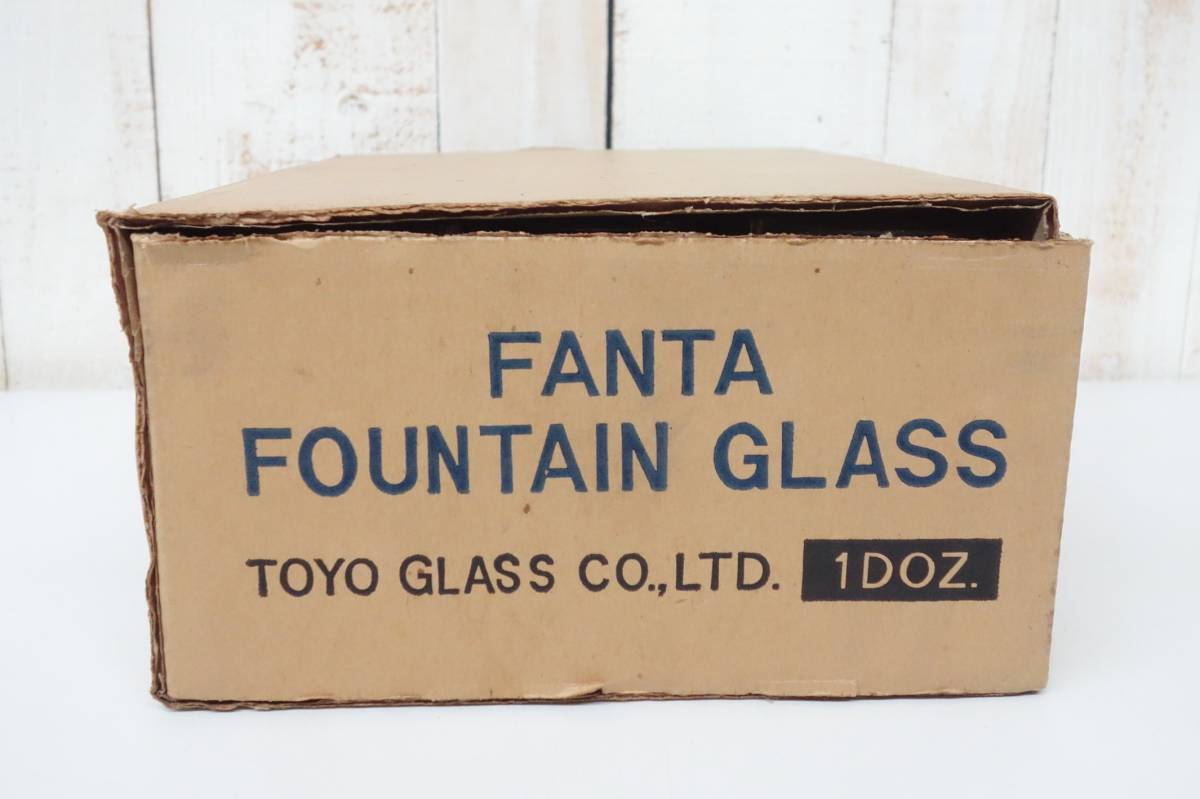 FANTA
FOUNTAIN GLASS
TOYO GLASS CO.,LTD. 1DOZ.